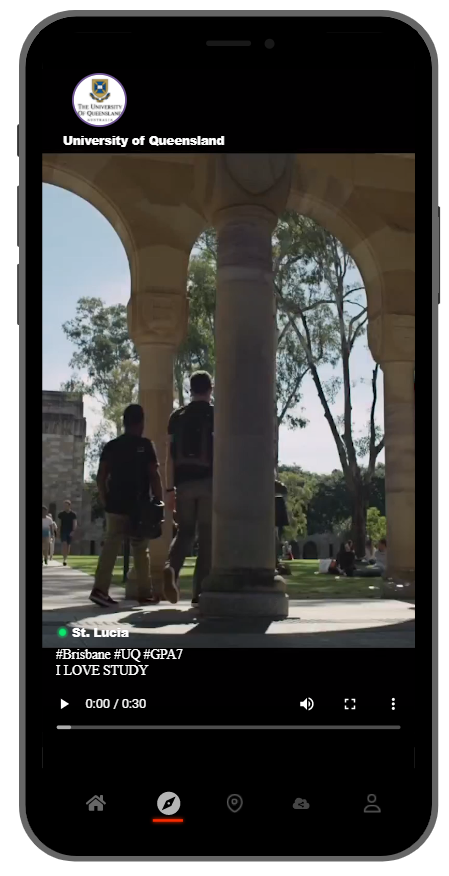 THE UNIVERSITY
OF QUEENSLAND
AUSTRALIA
University of Queensland
St. Lucia
#Brisbane #UQ #GPA7
I LOVE STUDY
0:00 / 0:30